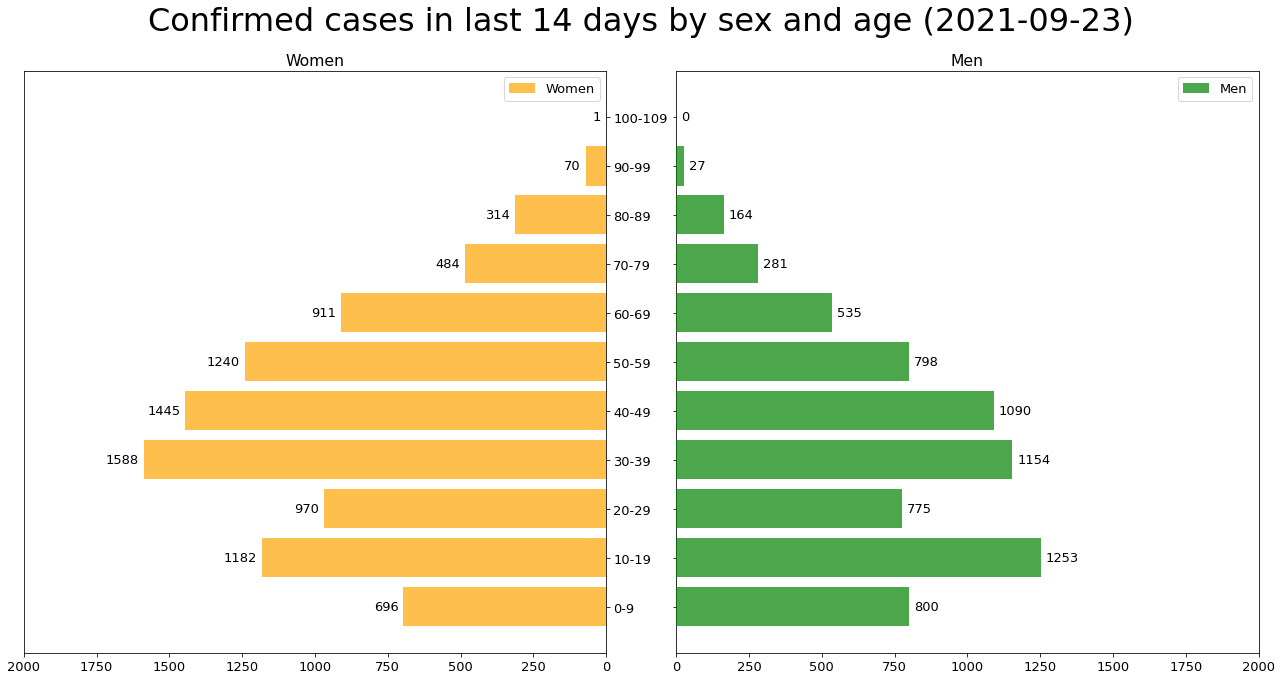 Confirmed cases in last 14 days by sex and age (2021-09-23)
Women
Men
Women
Men
1 100-109 0
70 90-99 27
314 80-89 164
484 70-79 281
911 60-69 535
1240 50-59 798
1445 40-49 1090
1588 30-39 1154
970 20-29 775
1182 10-19 1253
696 0-9 800
2000 1750 1500 1250 1000 750 500 250 0
0 250 500 750 1000 1250 1500 1750 2000